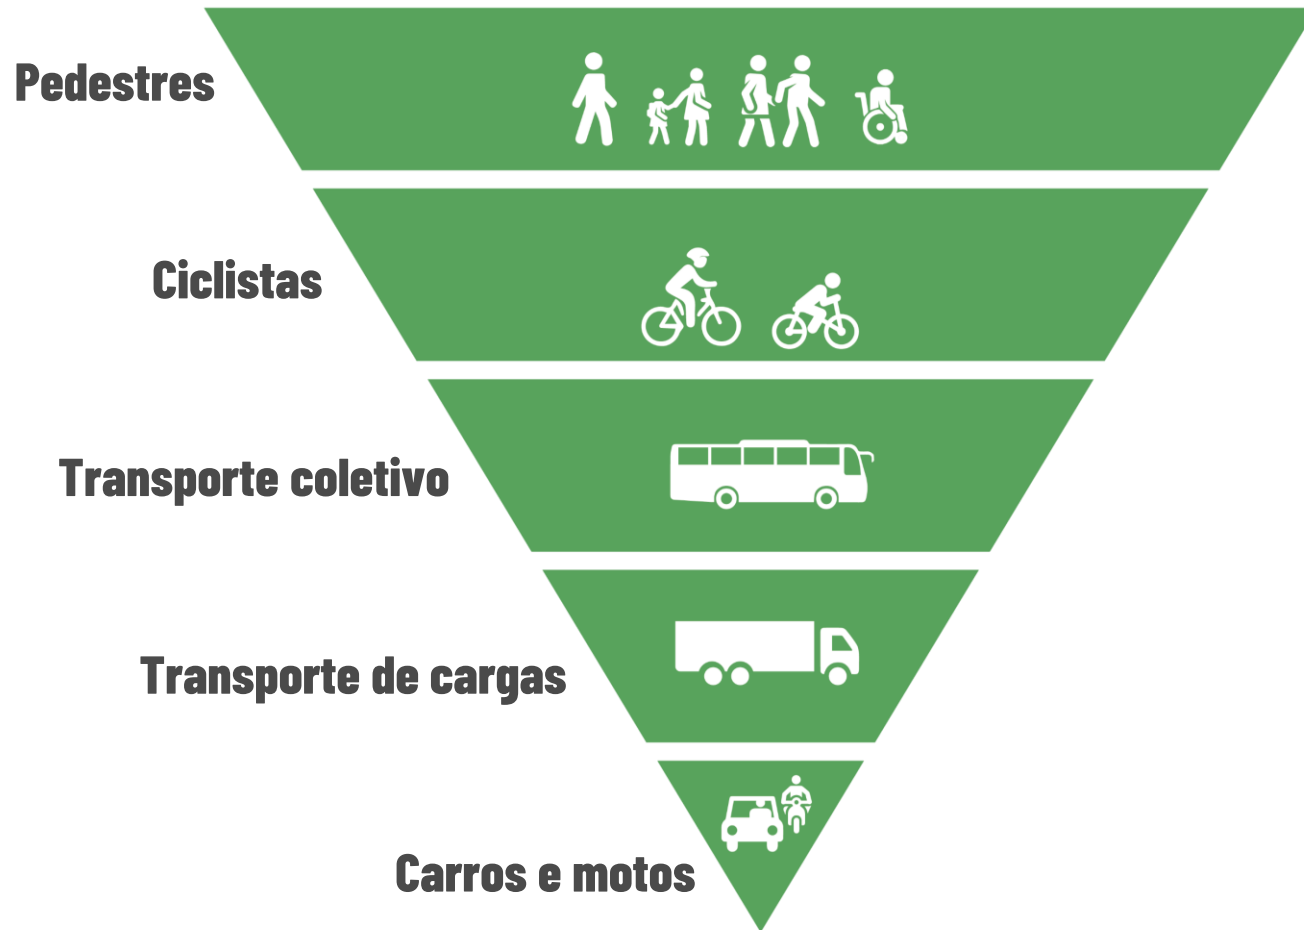 Pedestres
Ciclistas
Transporte coletivo
Transporte de cargas
Carros e motos